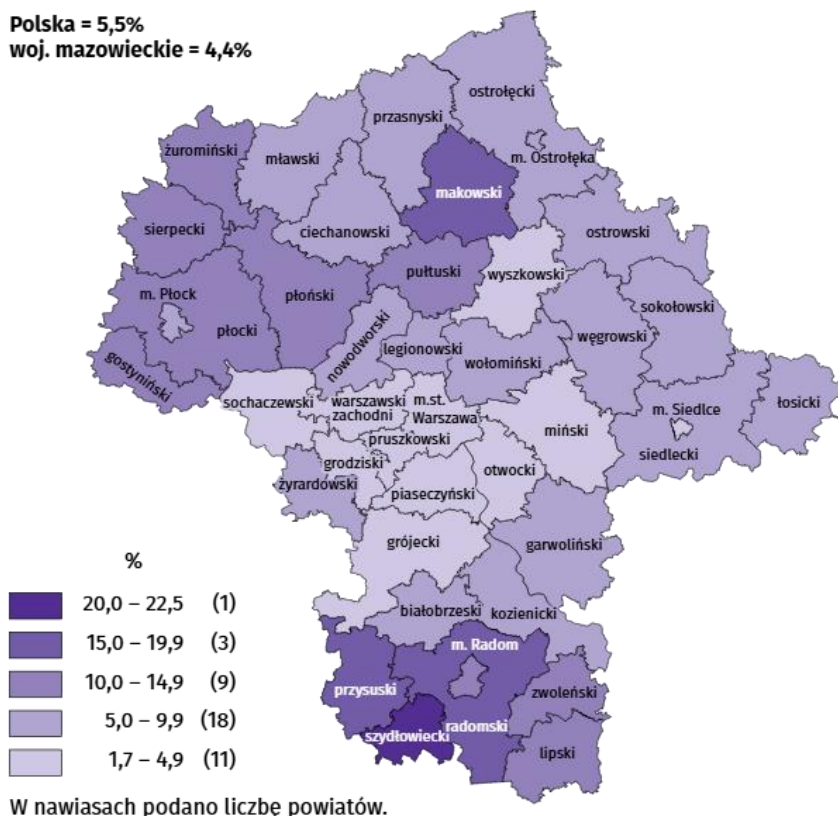 Polska = 5,5%
woj. mazowieckie = 4,4%
ostrołęcki
przasnyski
żuromiński
mławski
m. Ostrołęka
makowski
sierpecki
ciechanowski
ostrowski
pułtuski
wyszkowski
m. Płock
płoński
sokołowski
płocki
nowodworski
legionowski
węgrowski
wołomiński
gostyniński
sochaczewski
warszawski
zachodni
m.st.
Warszawa
miński
m. Siedlce
łosicki
pruszkowski
siedlecki
grodziski
otwocki
żyrardowski
piaseczyński
grójecki
garwoliński
białobrzeski
kozienicki
m. Radom
przysuski
zwoleński
radomski
szydłowiecki
lipski
%
20,0 – 22,5 (1)
15,0 – 19,9 (3)
10,0 – 14,9 (9)
5,0 – 9,9 (18)
1,7 – 4,9 (11)
W nawiasach podano liczbę powiatów.